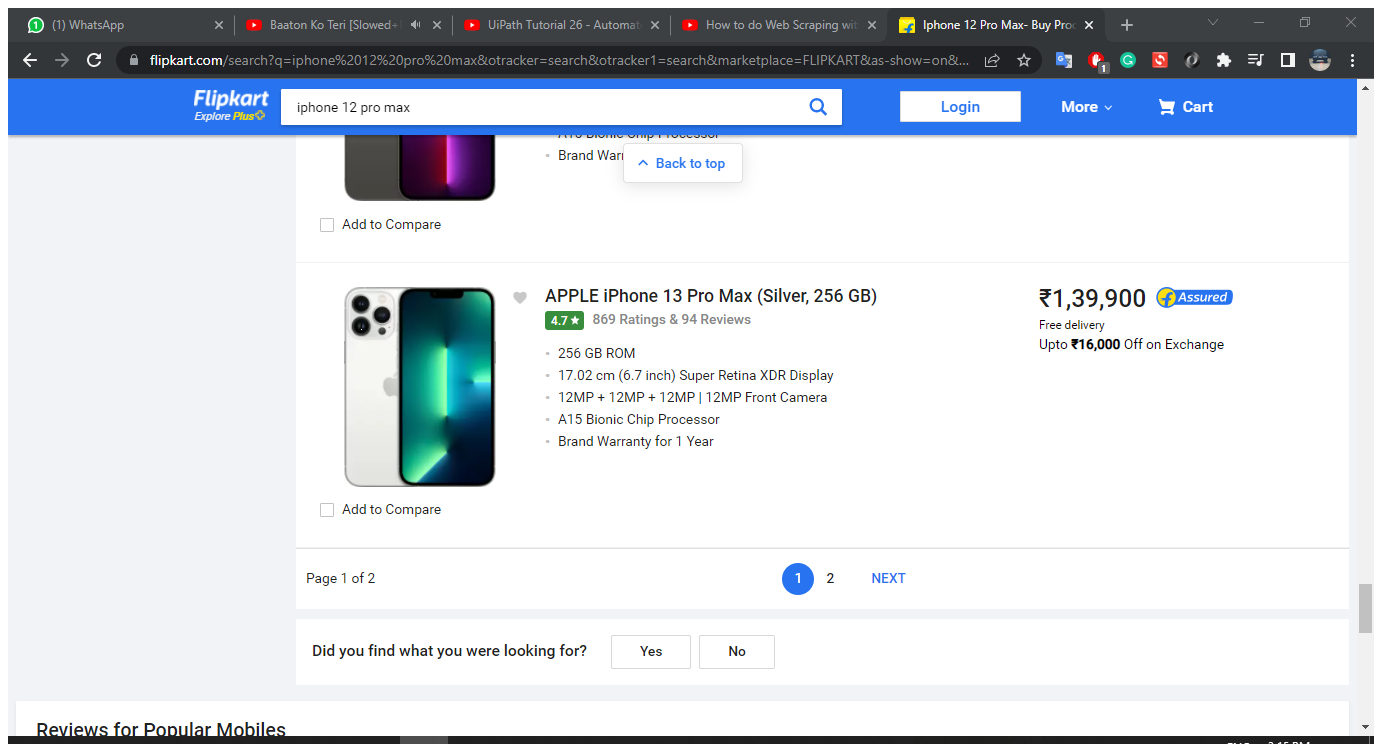 (1) WhatsApp
Baaton Ko Teri [Slowed+
UiPath Tutorial 26 - Automat
How to do Web Scraping wit
Iphone 12 Pro Max- Buy Proc
flipkart.com/search?q=iphone%2012%20pro%20max&otracker=search&otracker1=search&marketplace=FLIPKART&as-show=on&...
1
Flipkart
Explore Plus
iphone 12 pro max
Login
More
Cart
A15 Bionic Chip Processor
Brand Warr
Back to top
Add to Compare
APPLE iPhone 13 Pro Max (Silver, 256 GB)
₹1,39,900
Assured
4.7★
869 Ratings & 94 Reviews
Free delivery
Upto ₹16,000 Off on Exchange
256 GB ROM
17.02 cm (6.7 inch) Super Retina XDR Display
12MP + 12MP + 12MP | 12MP Front Camera
A15 Bionic Chip Processor
Brand Warranty for 1 Year
Add to Compare
Page 1 of 2
1
2
NEXT
Did you find what you were looking for?
Yes
No
Reviews for Popular Mobiles